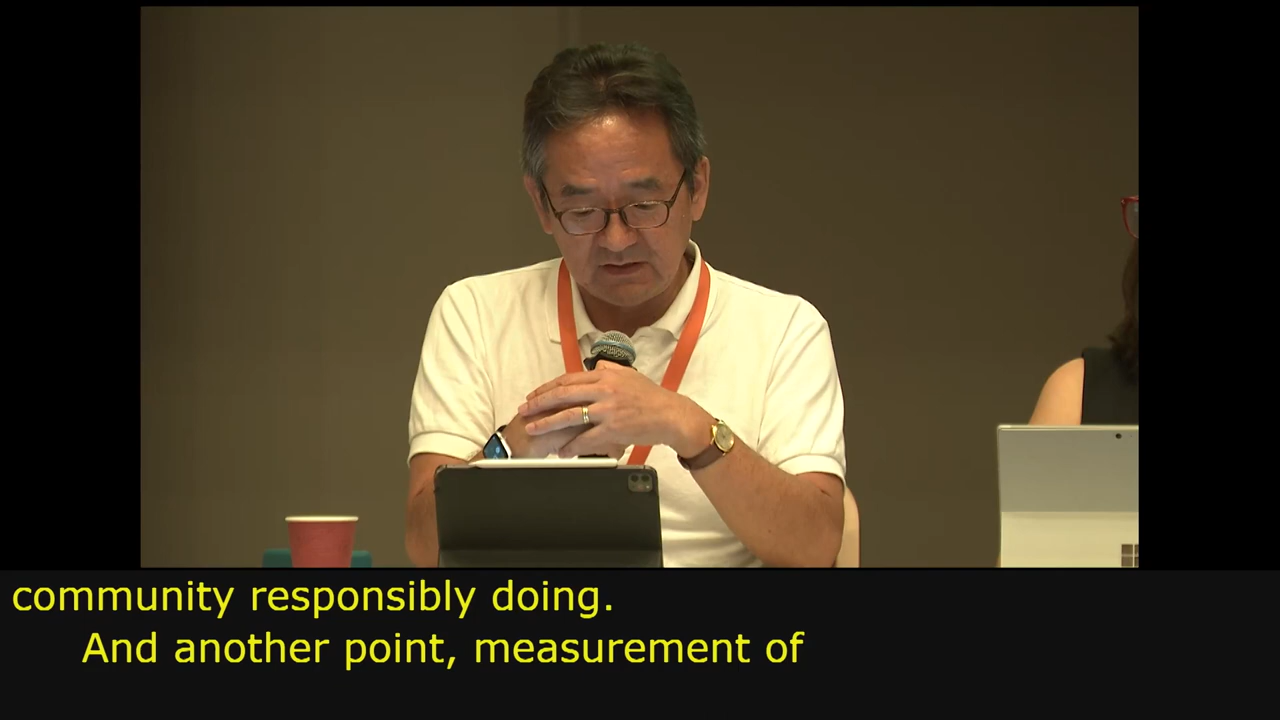 community responsibly doing.
And another point, measurement of